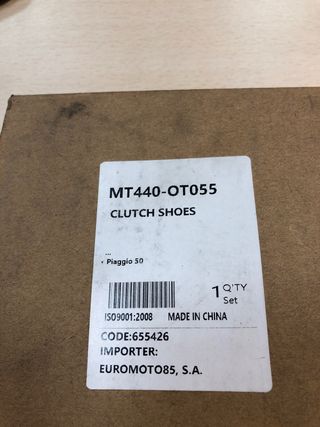 MT440-OT055
CLUTCH SHOES
...
· Piaggio 50
1 Q'TY Set
ISO9001:2008 MADE IN CHINA
CODE:655426
IMPORTER:
EUROMOTO85, S.A.